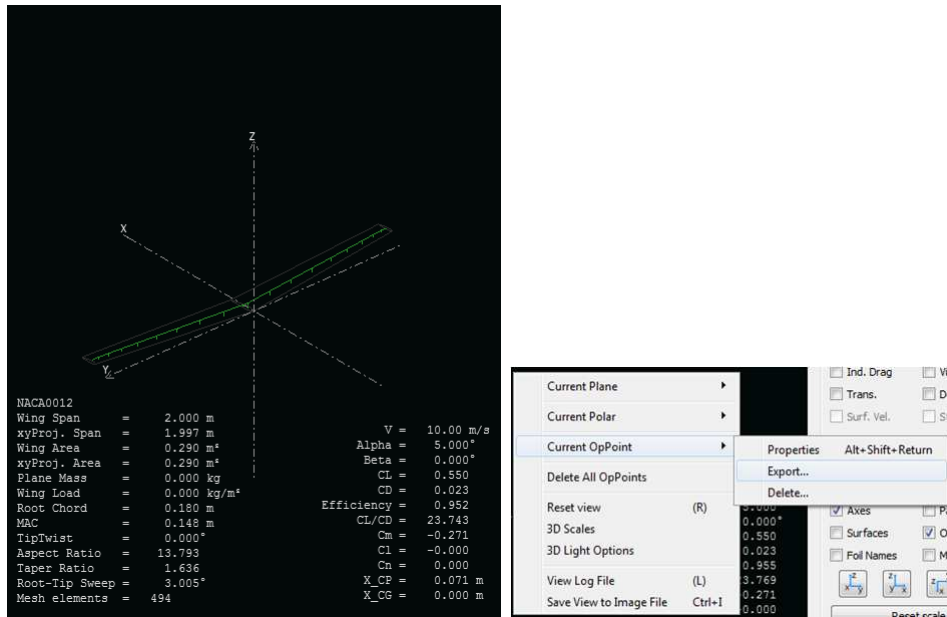 Z
X
Y
NACA0012
Wing Span = 2.000 m
xyProj. Span = 1.997 m
Wing Area = 0.290 m²
xyProj. Area = 0.290 m²
Plane Mass = 0.000 kg
Wing Load = 0.000 kg/m²
Root Chord = 0.180 m
MAC = 0.148 m
TipTwist = 0.000°
Aspect Ratio = 13.793
Taper Ratio = 1.636
Root-Tip Sweep = 3.005°
Mesh elements = 494
V = 10.00 m/s
Alpha = 5.000°
Beta = 0.000°
CL = 0.550
CD = 0.023
Efficiency = 0.952
CL/CD = 23.743
Cm = -0.271
Cl = -0.000
Cn = 0.000
X_CP = 0.071 m
X_CG = 0.000 m
Current Plane
Current Polar
Current OpPoint
Delete All OpPoints
Reset view (R)
3D Scales
3D Light Options
View Log File (L)
Save View to Image File Ctrl+I
Properties Alt+Shift+Return
Export...
Delete...
0.000°
0.550
0.023
0.955
3.769
0.271
0.000
Ind. Drag
Trans.
Surf. Vel.
Axes
Surfaces
Foil Names
z x y
z y x
z x
Reset scale